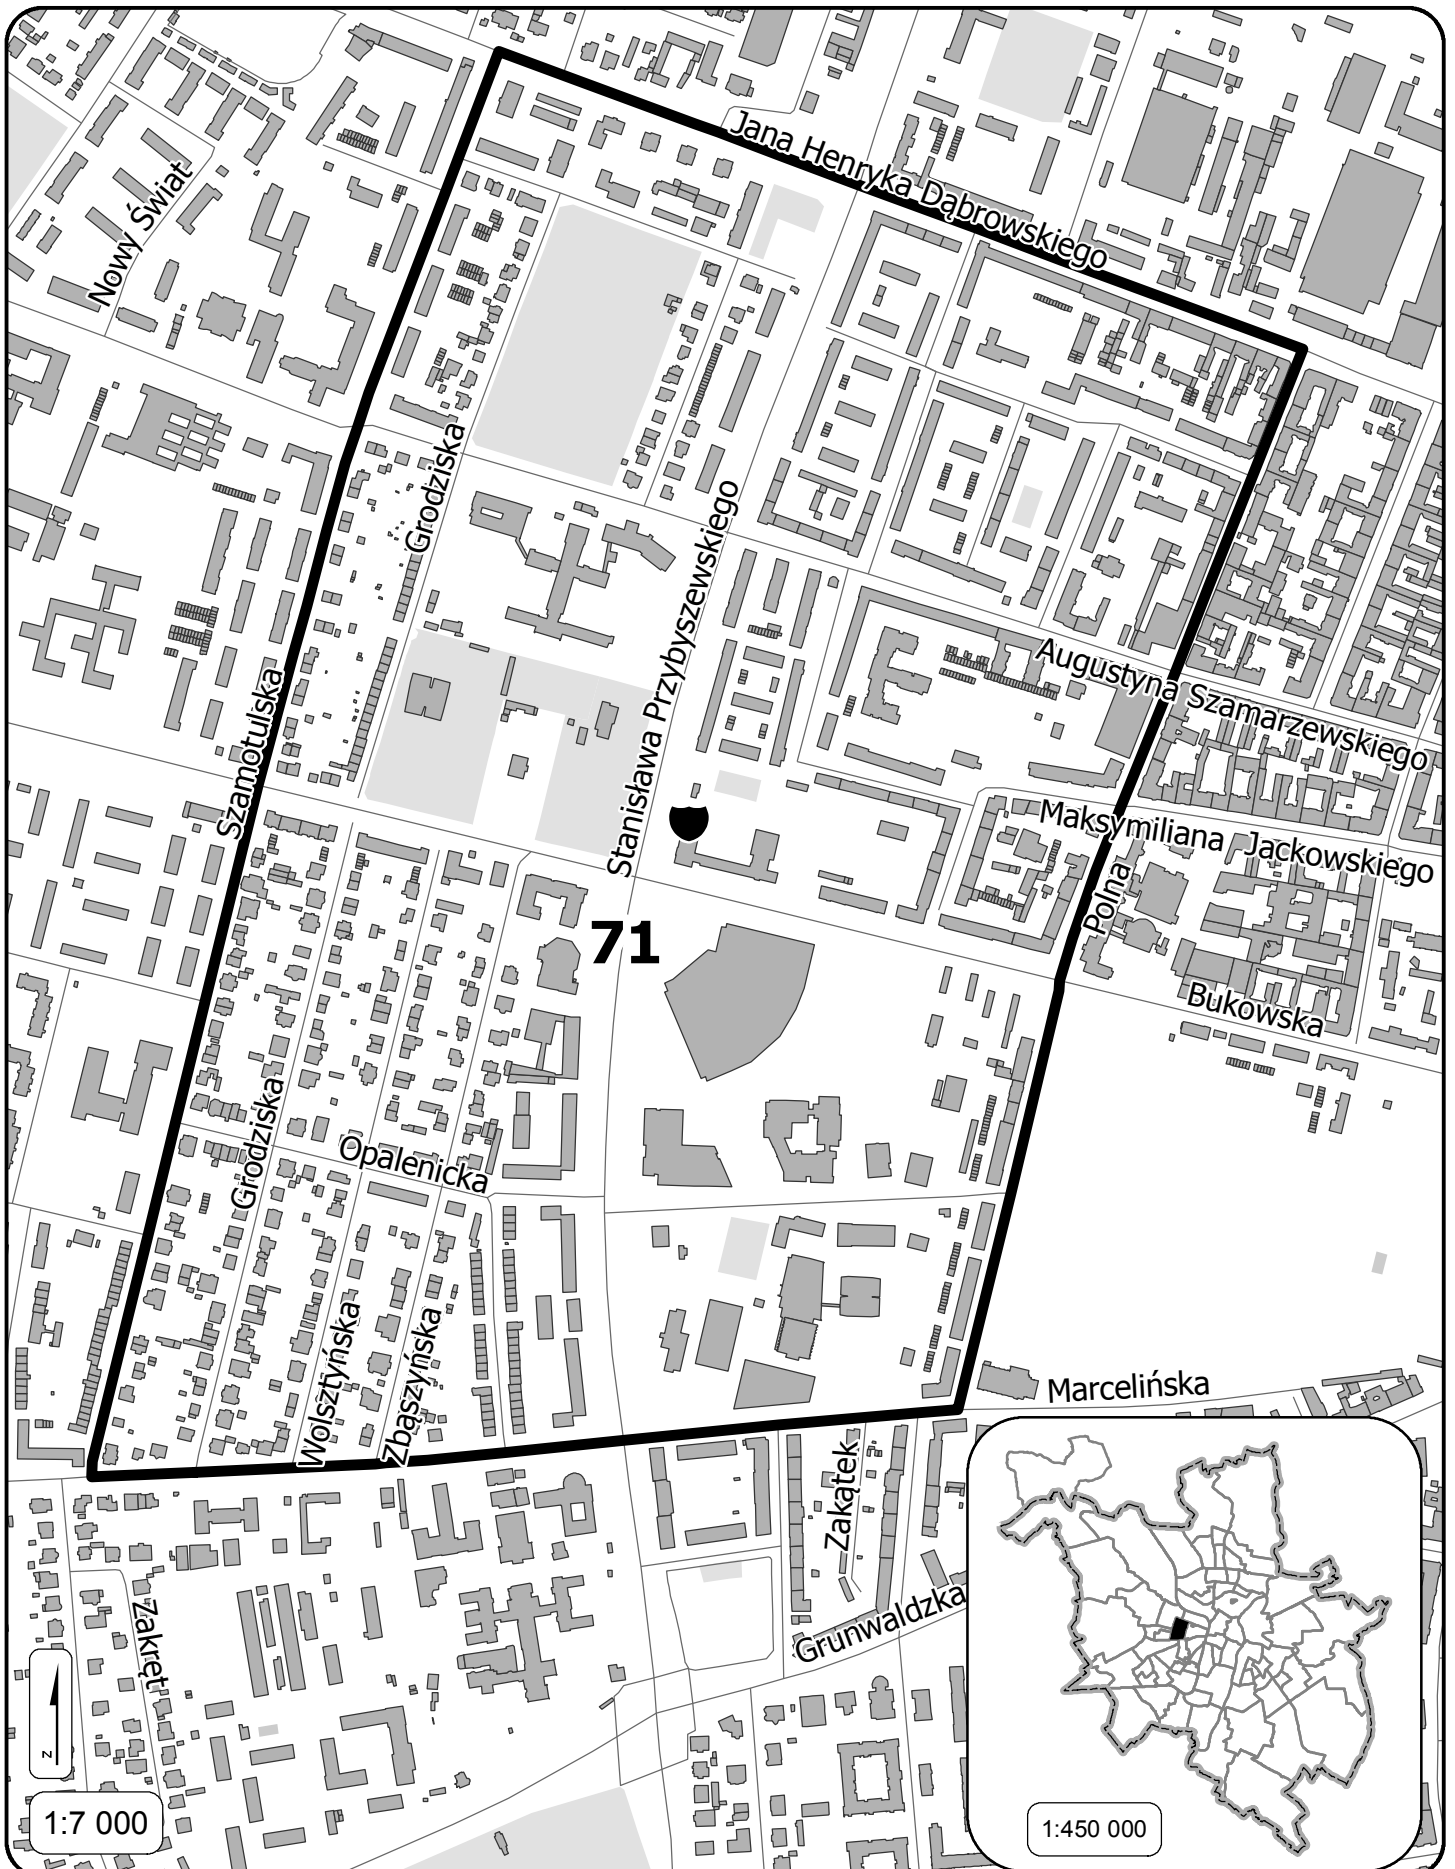 Jana Henryka Dąbrowskiego
Nowy Świat
Grodziska
Stanisława Przybyszewskiego
Augustyna Szamarzewskiego
Szamotulska
Maksymiliana Jackowskiego
Polna
71
Bukowska
Grodziska
Opalenicka
Wolsztyńska
Zbąszyńska
Marcelińska
Zakątek
Grunwaldzka
Zakręt
N
1:7 000
1:450 000